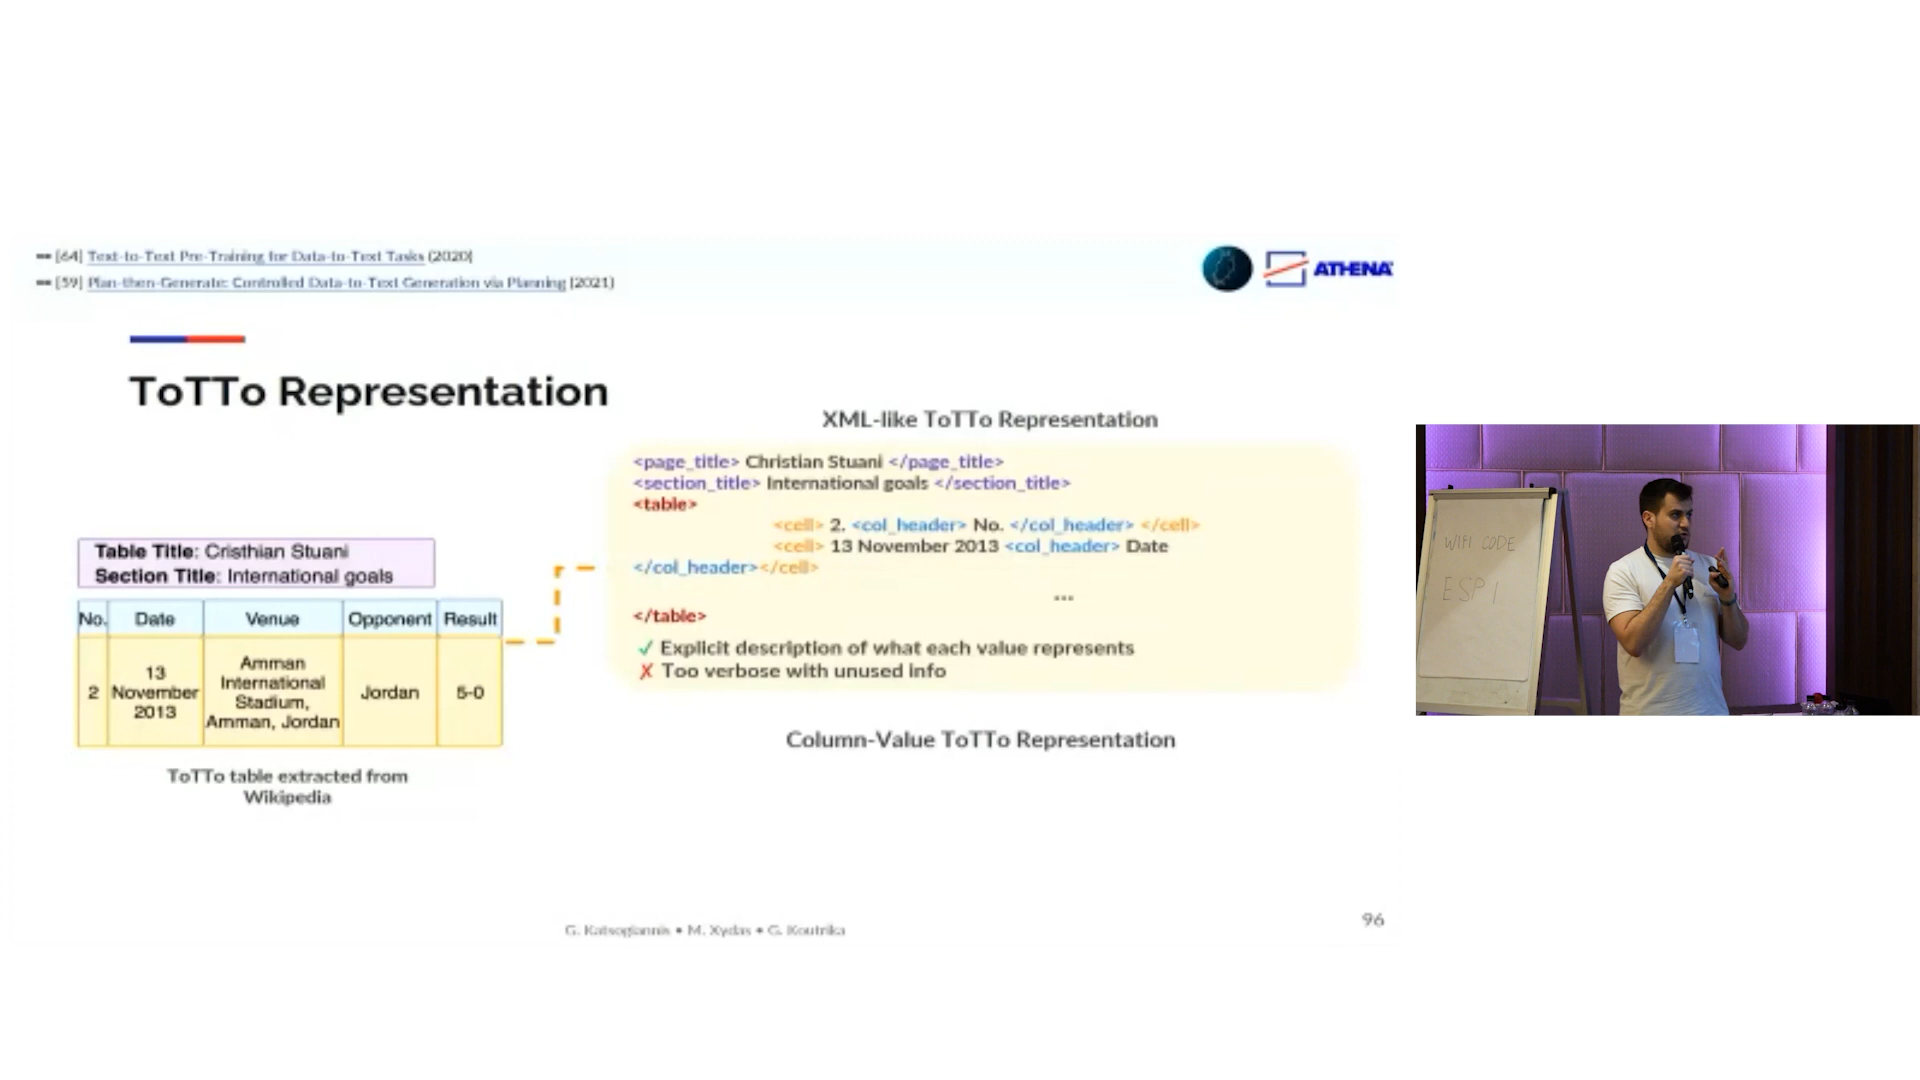 [64] Text-to-Text Pre-Training for Data-to-Text Tasks (2020)
[59] Plan-then-Generate: Controlled Data-to-Text Generation via Planning (2021)
ATHENA
ToTTo Representation
XML-like ToTTo Representation
<page_title> Christian Stuani </page_title>
<section_title> International goals </section_title>
<table>
<cell> 2. <col_header> No. </col_header> </cell>
<cell> 13 November 2013 <col_header> Date
</col_header></cell>
...
</table>
✓ Explicit description of what each value represents
✗ Too verbose with unused info
Table Title: Cristhian Stuani
Section Title: International goals
No. Date Venue Opponent Result
2 13 November 2013 Amman International Stadium, Amman, Jordan Jordan 5-0
ToTTo table extracted from
Wikipedia
Column-Value ToTTo Representation
G. Katsogiannis • M. Xydas • G. Koutrika
96
WIFI CODE
ESP1